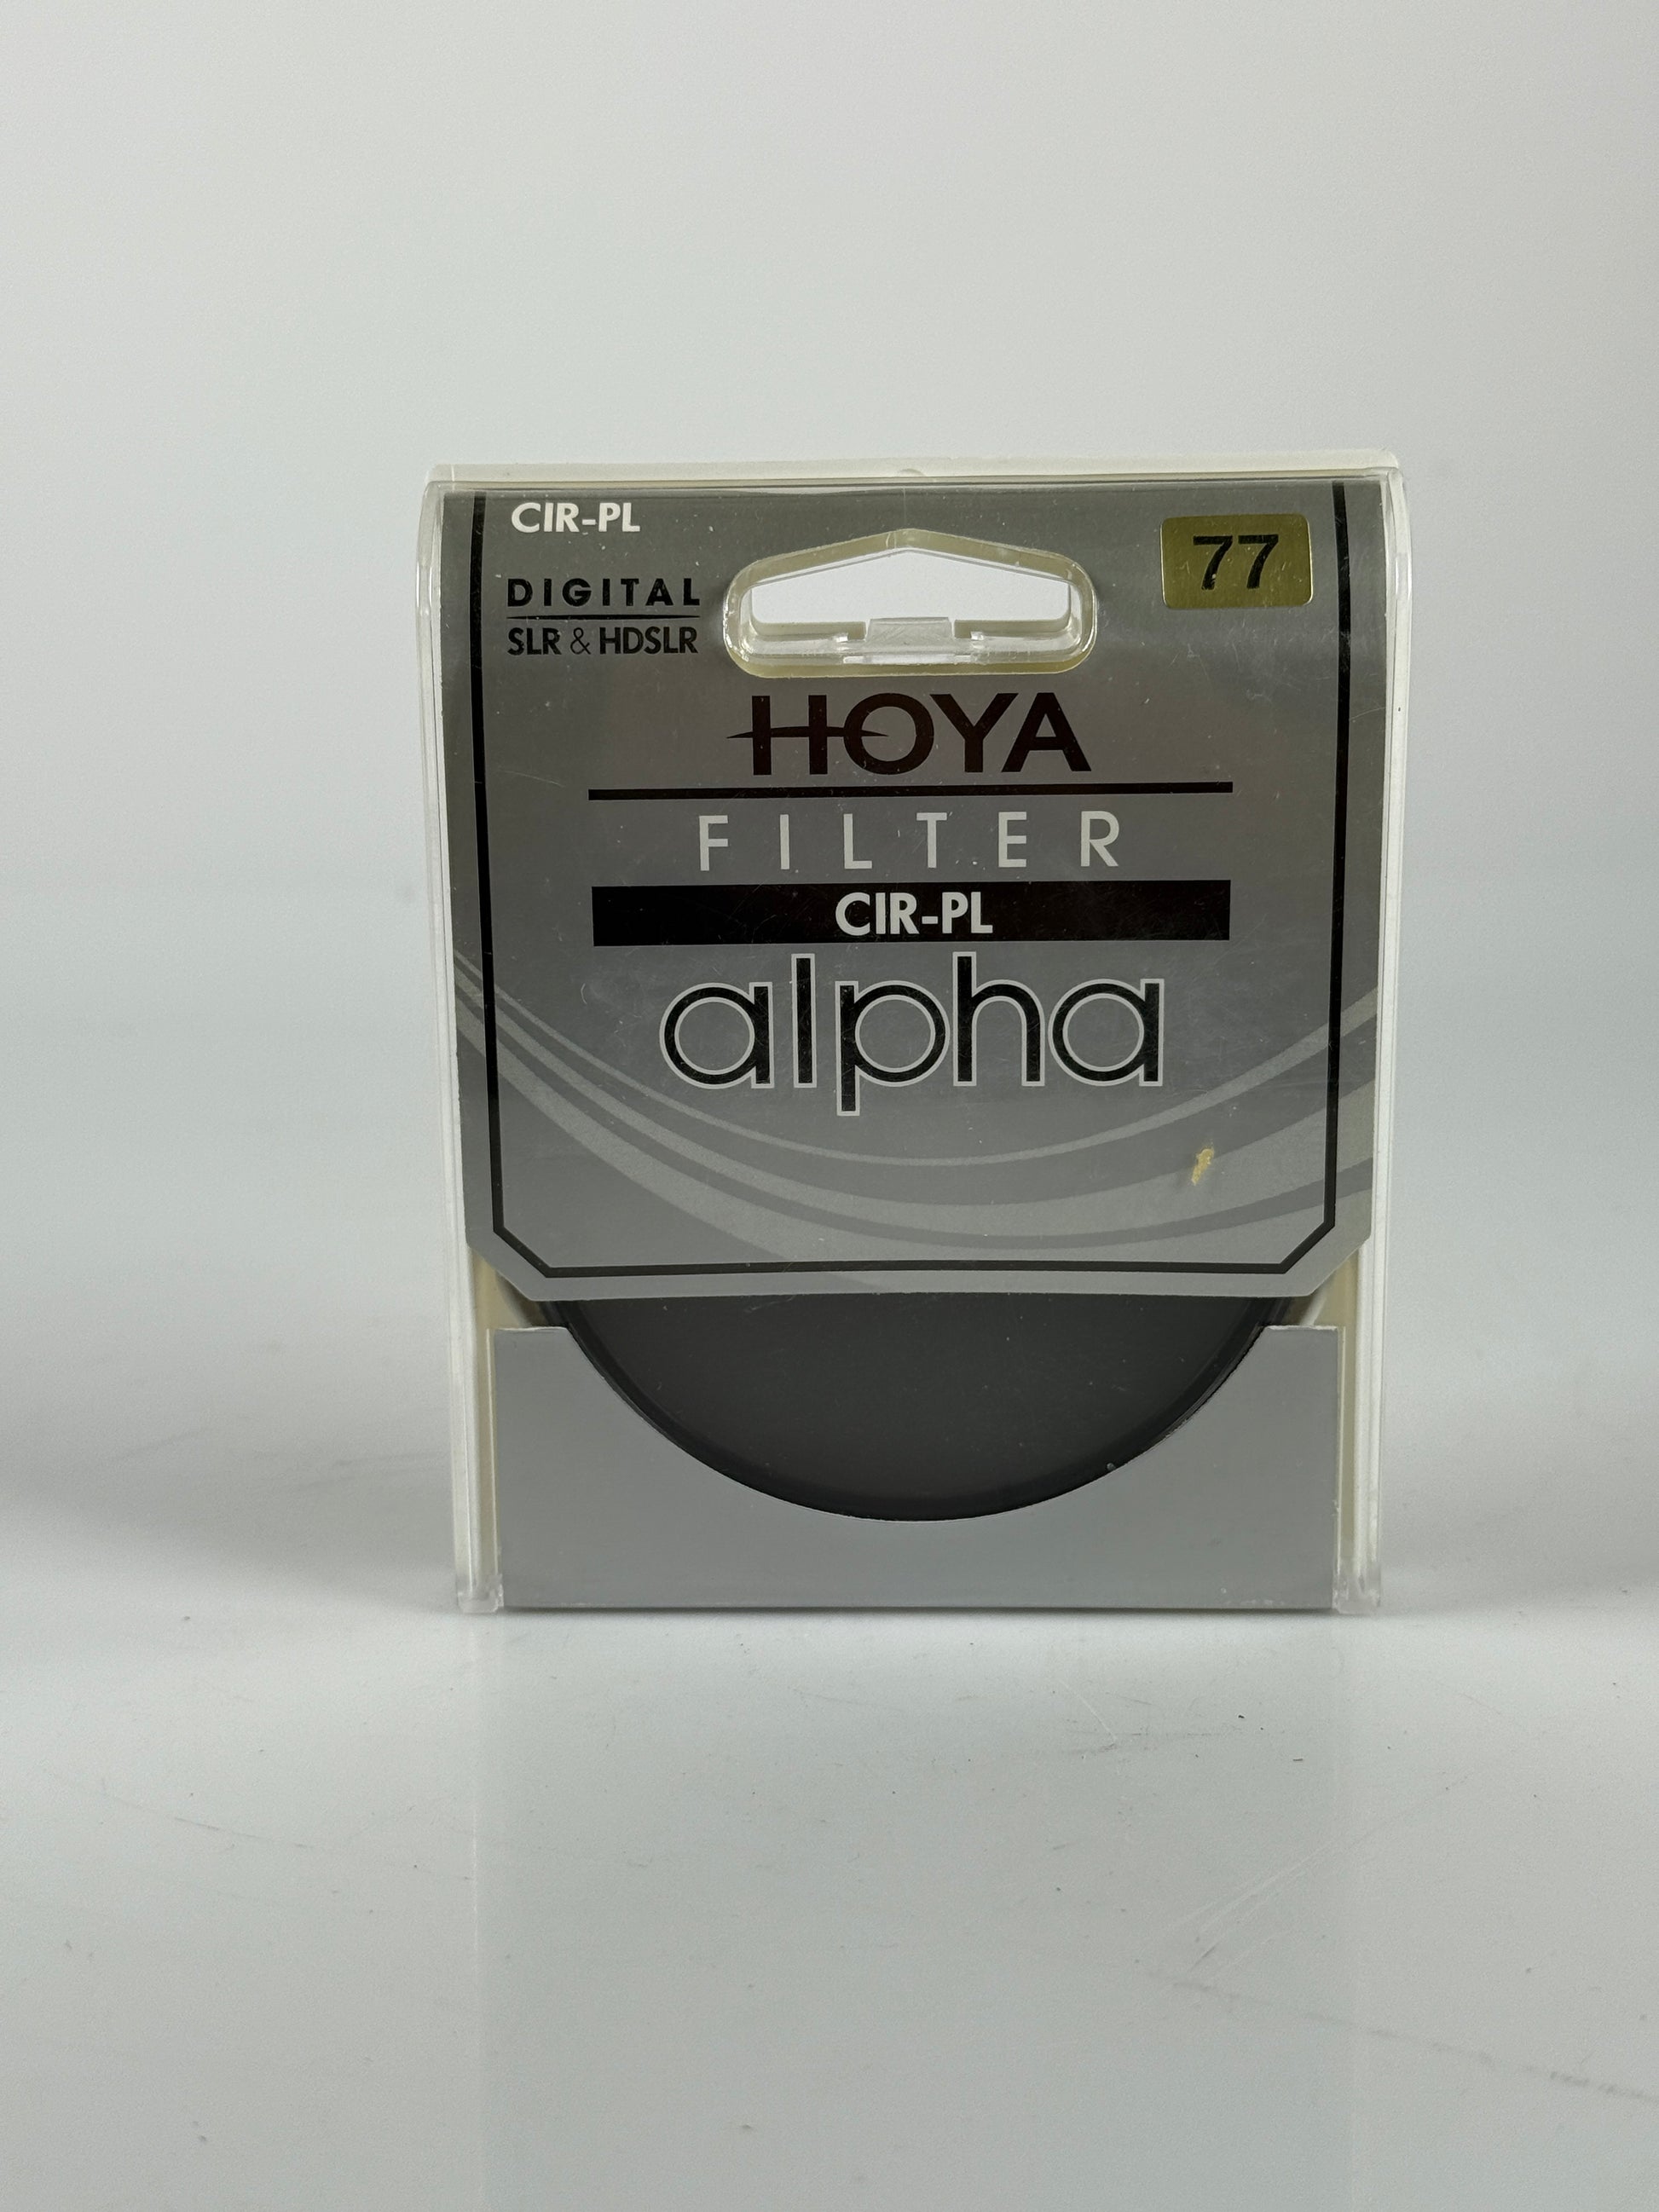 CIR-PL
77
DIGITAL
SLR & HDSLR
HOYA
FILTER
CIR-PL
alpha